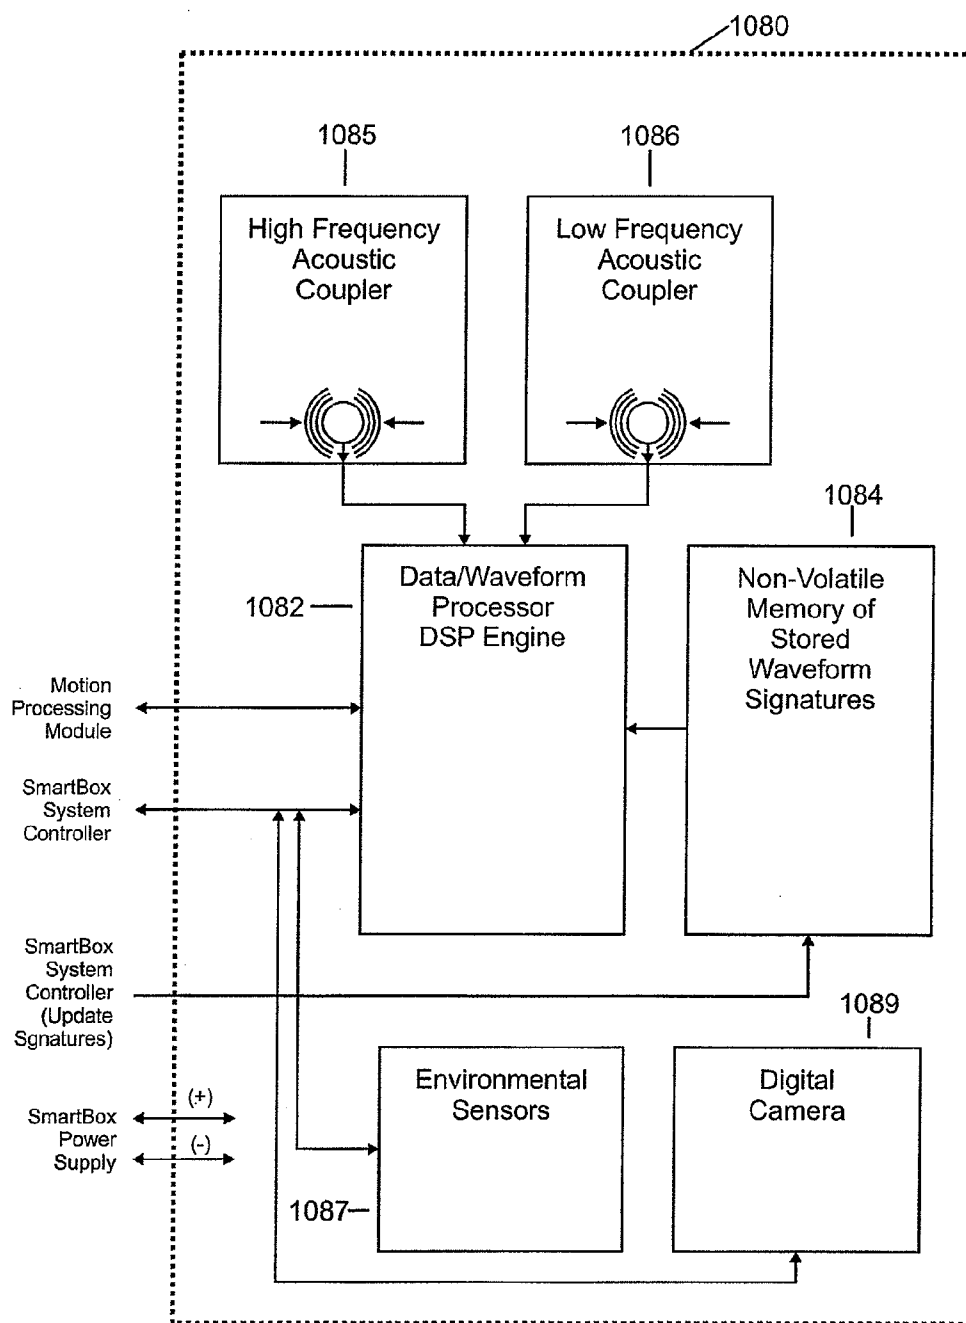 1080
1085
1086
High Frequency
Acoustic
Coupler
Low Frequency
Acoustic
Coupler
1084
Data/Waveform
Processor
DSP Engine
1082
Non-Volatile
Memory of
Stored
Waveform
Signatures
Motion
Processing
Module
SmartBox
System
Controller
SmartBox
System
Controller
(Update
Sgnatures)
1089
Environmental
Sensors
Digital
Camera
SmartBox
Power
Supply
(+)
(-)
1087